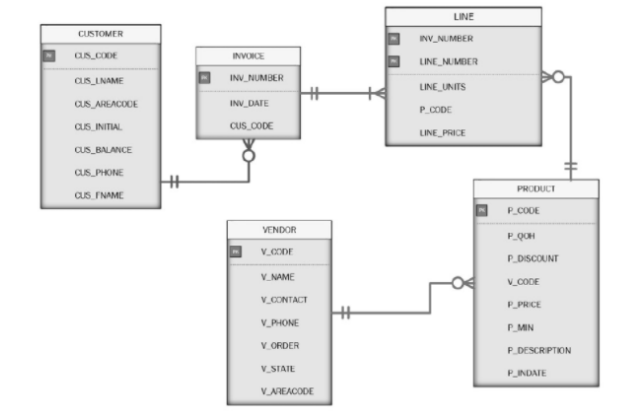 CUSTOMER
PK CUS_CODE
CUS_LNAME
CUS_AREACODE
CUS_INITIAL
CUS_BALANCE
CUS_PHONE
CUS_FNAME
INVOICE
PK INV_NUMBER
INV_DATE
CUS_CODE
LINE
PK INV_NUMBER
PK LINE_NUMBER
LINE_UNITS
P_CODE
LINE_PRICE
VENDOR
PK V_CODE
V_NAME
V_CONTACT
V_PHONE
V_ORDER
V_STATE
V_AREACODE
PRODUCT
PK P_CODE
P_QOH
P_DISCOUNT
V_CODE
P_PRICE
P_MIN
P_DESCRIPTION
P_INDATE